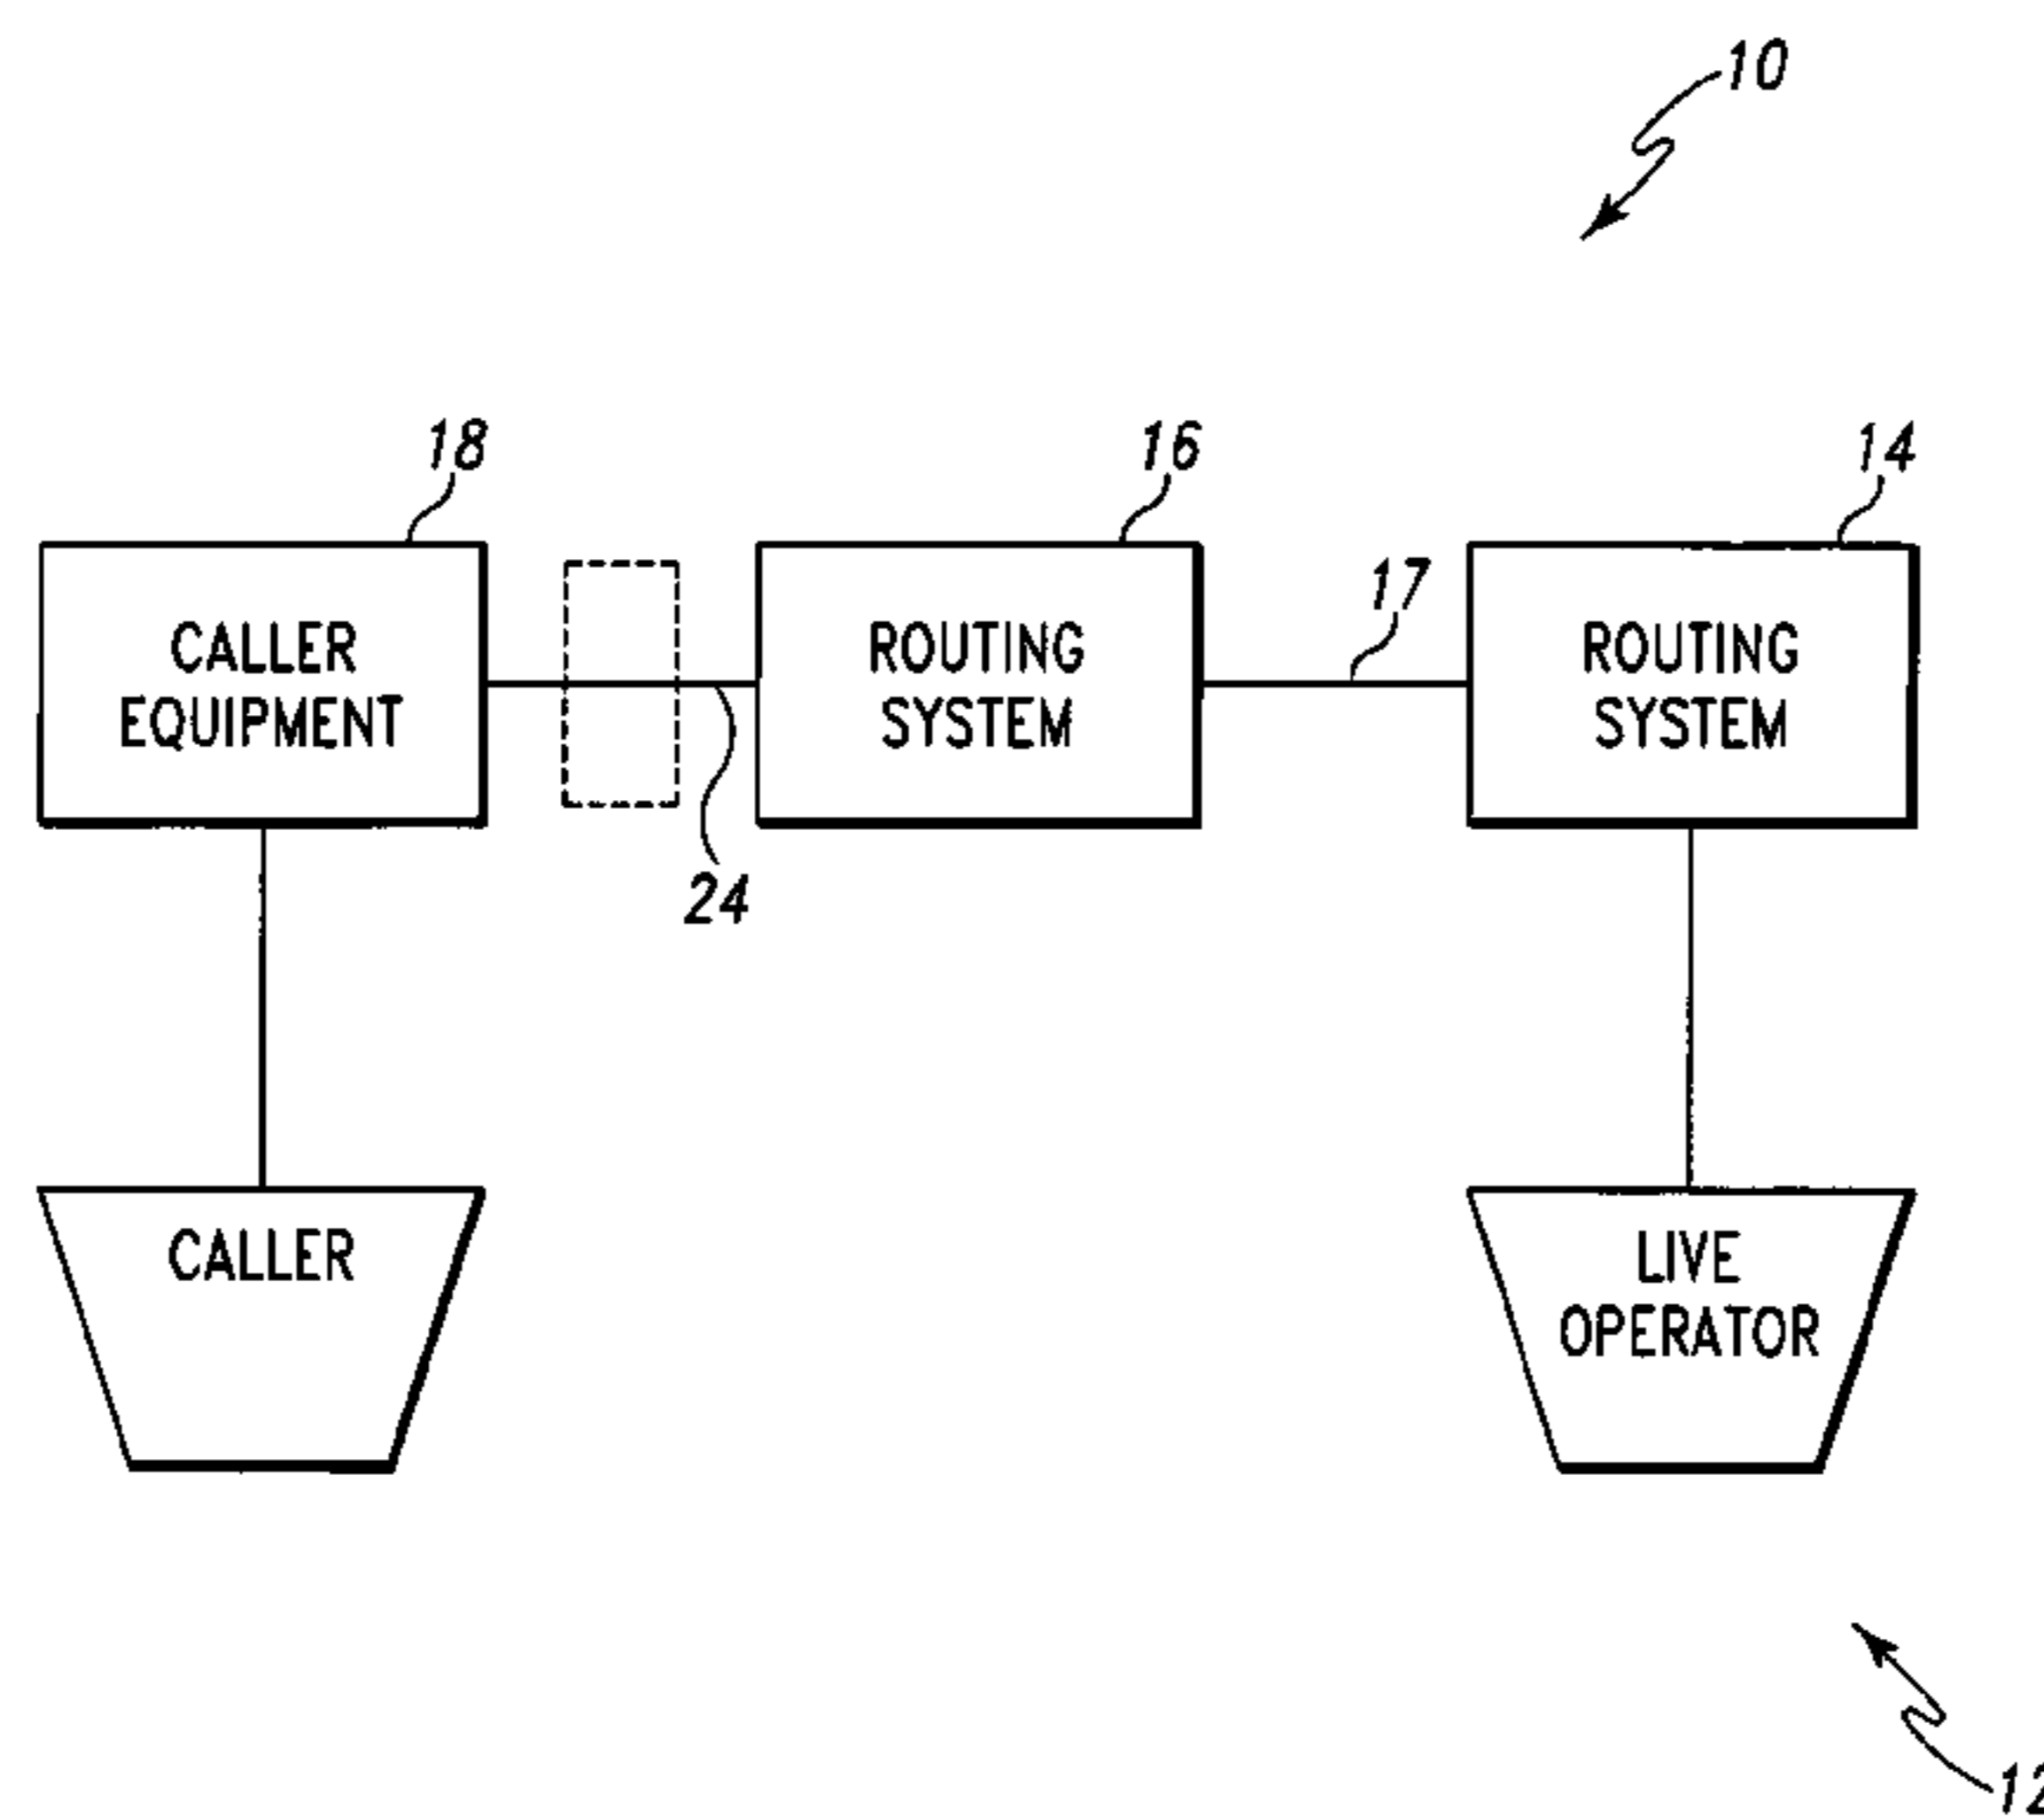 10
18
16
14
17
CALLER
EQUIPMENT
ROUTING
SYSTEM
ROUTING
SYSTEM
24
CALLER
LIVE
OPERATOR
12